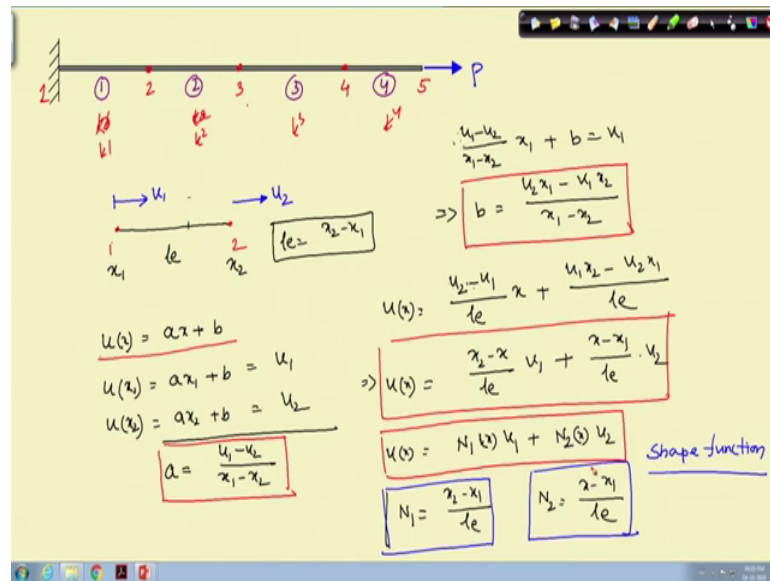 P
1 ① 2 ② 3 ③ 4 ④ 5
k1 k² k³ k⁴
u₁ u₂
1 2
x₁ le x₂
le = x₂-x₁
u(x) = ax + b
u(x₁) = ax₁ + b = u₁
u(x₂) = ax₂ + b = u₂
a = (u₁-u₂)/(x₁-x₂)
(u₁-u₂)/(x₁-x₂) x₁ + b = u₁
=> b = (u₂x₁ - u₁x₂)/(x₁-x₂)
u(x) = (u₂-u₁)/le x + (u₁x₂ - u₂x₁)/le
=> u(x) = (x₂-x)/le u₁ + (x-x₁)/le . u₂
u(x) = N₁(x) u₁ + N₂(x) u₂
Shape function
N₁ = (x₂-x₁)/le N₂ = (x-x₁)/le